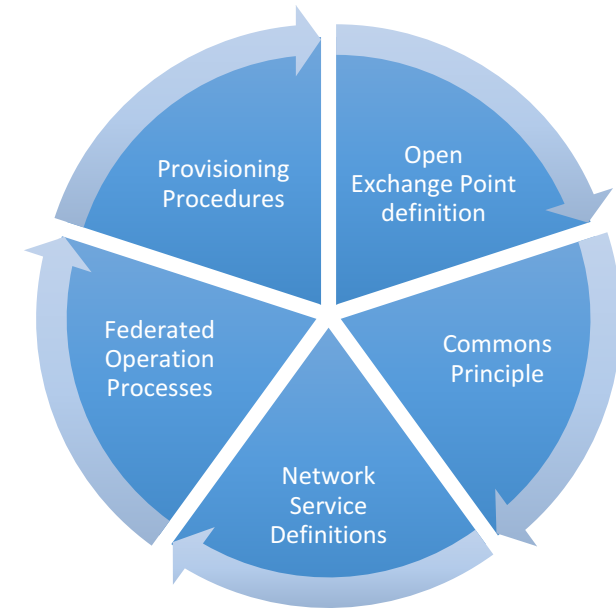 Provisioning
Procedures
Open
Exchange Point
definition
Federated
Operation
Processes
Commons
Principle
Network
Service
Definitions